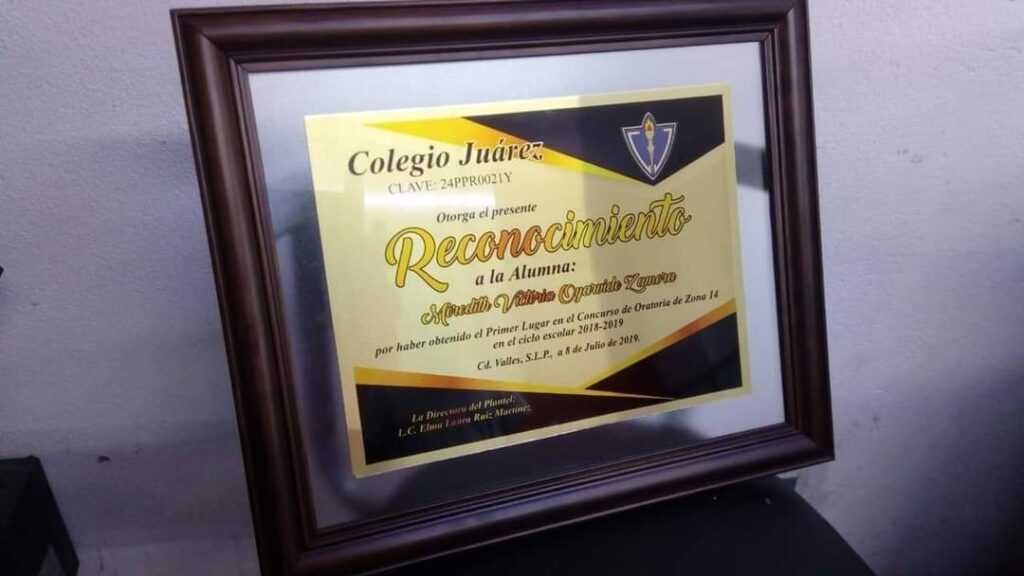 Colegio Juárez
CLAVE: 24PPR0021Y
Otorga el presente
Reconocimiento
a la Alumna:
Meredith Victoria Oyarvide Zamora
por haber obtenido el Primer Lugar en el Concurso de Oratoria de Zona 14
en el ciclo escolar 2018-2019
Cd. Valles, S.L.P., a 8 de Julio de 2019.
La Directora del Plantel:
L.C. Elma Laura Ruiz Martínez